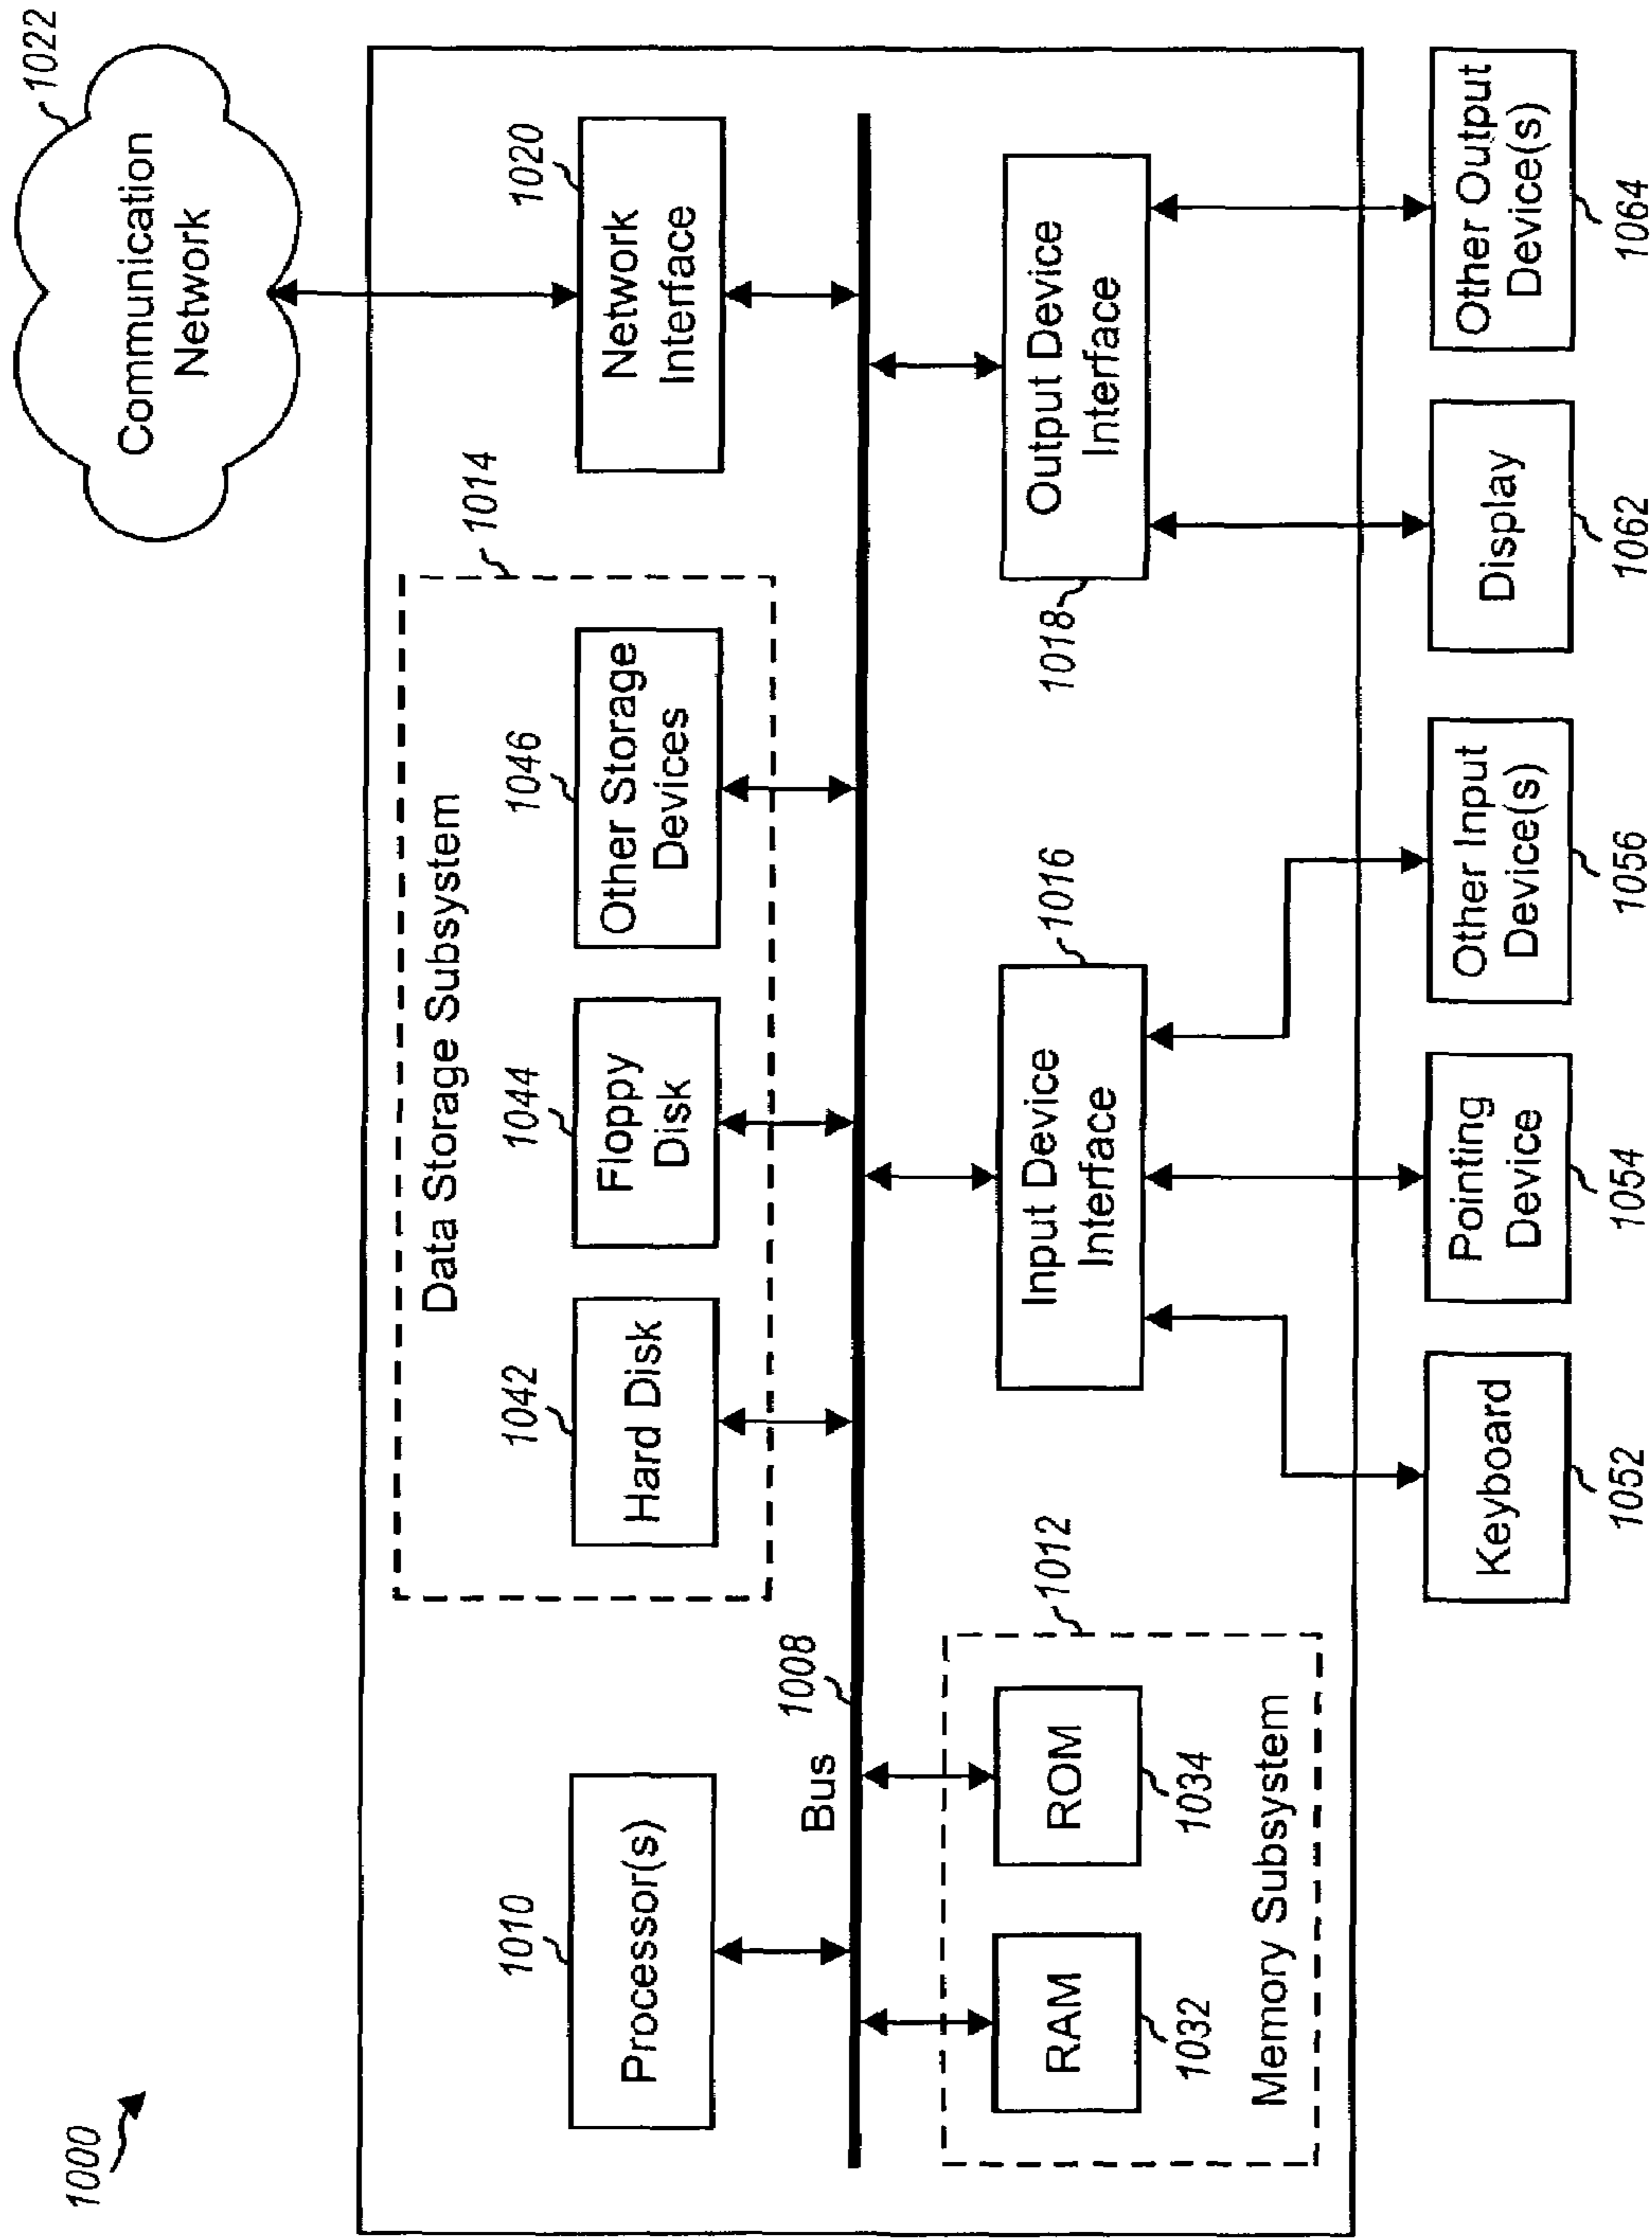 1000
Communication
Network
1022
1010
Processor(s)
Data Storage Subsystem
1014
1042
Hard Disk
1044
Floppy
Disk
1046
Other Storage
Devices
1020
Network
Interface
Bus
1008
RAM
1032
ROM
1034
Memory Subsystem
1012
Input Device
Interface
1016
Output Device
Interface
1018
Keyboard
1052
Pointing
Device
1054
Other Input
Device(s)
1056
Display
1062
Other Output
Device(s)
1064